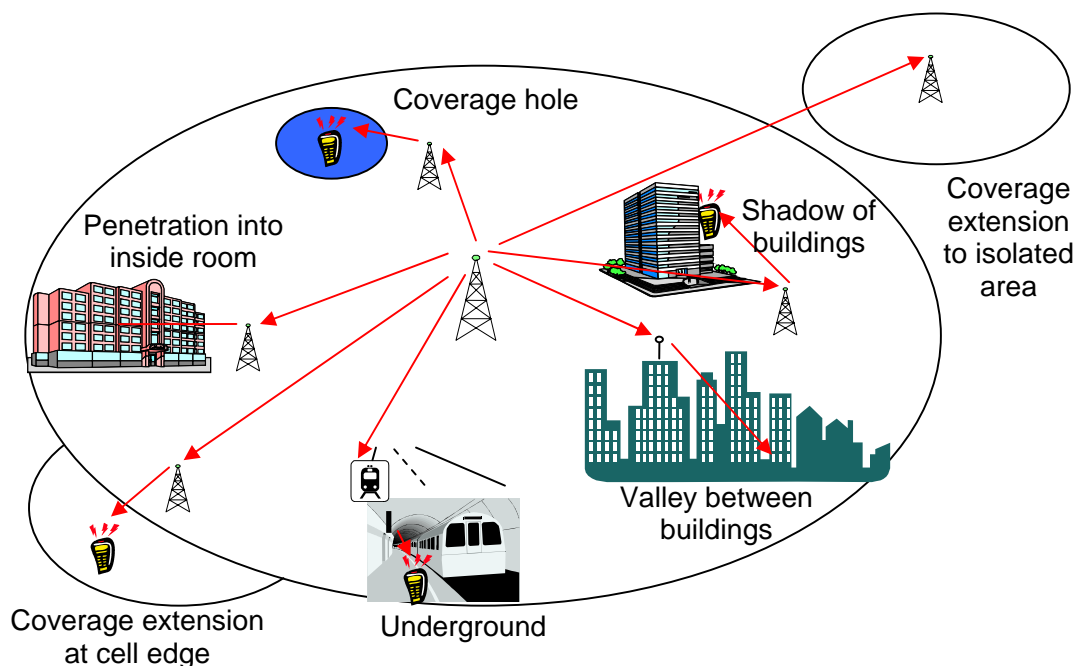 Coverage hole
Penetration into
inside room
Shadow of
buildings
Coverage
extension
to isolated
area
Valley between
buildings
Underground
Coverage extension
at cell edge